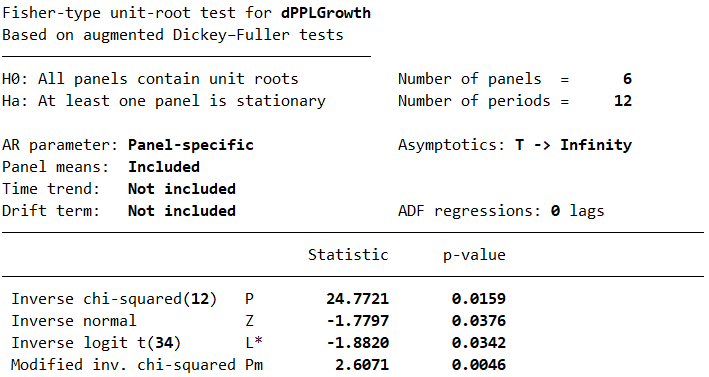 Fisher-type unit-root test for dPPLGrowth
Based on augmented Dickey–Fuller tests
H0: All panels contain unit roots Number of panels = 6
Ha: At least one panel is stationary Number of periods = 12
AR parameter: Panel-specific Asymptotics: T -> Infinity
Panel means: Included
Time trend: Not included
Drift term: Not included ADF regressions: 0 lags
Statistic p-value
Inverse chi-squared(12) P 24.7721 0.0159
Inverse normal Z -1.7797 0.0376
Inverse logit t(34) L* -1.8820 0.0342
Modified inv. chi-squared Pm 2.6071 0.0046